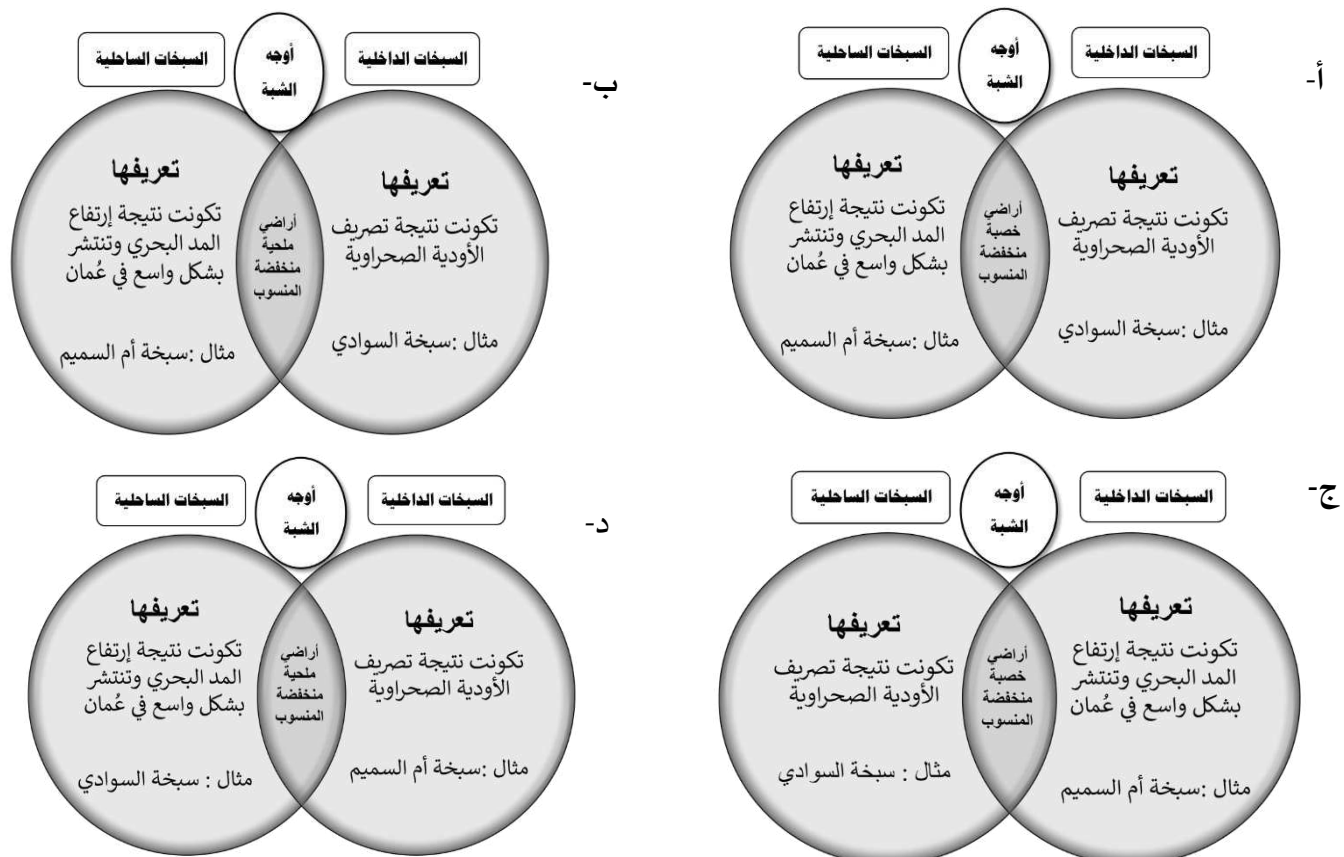 أ-
السبخات الداخلية
أوجه
الشبة
السبخات الساحلية
تعريفها
تكونت نتيجة تصريف
الأودية الصحراوية
مثال :سبخة السوادي
أراضي
خصبة
منخفضة
المنسوب
تعريفها
تكونت نتيجة إرتفاع
المد البحري وتنتشر
بشكل واسع في عُمان
مثال :سبخة أم السميم
ب-
السبخات الداخلية
أوجه
الشبة
السبخات الساحلية
تعريفها
تكونت نتيجة تصريف
الأودية الصحراوية
مثال :سبخة السوادي
أراضي
ملحية
منخفضة
المنسوب
تعريفها
تكونت نتيجة إرتفاع
المد البحري وتنتشر
بشكل واسع في عُمان
مثال :سبخة أم السميم
ج-
السبخات الداخلية
أوجه
الشبة
السبخات الساحلية
تعريفها
تكونت نتيجة إرتفاع
المد البحري وتنتشر
بشكل واسع في عُمان
مثال :سبخة أم السميم
أراضي
خصبة
منخفضة
المنسوب
تعريفها
تكونت نتيجة تصريف
الأودية الصحراوية
مثال : سبخة السوادي
د-
السبخات الداخلية
أوجه
الشبة
السبخات الساحلية
تعريفها
تكونت نتيجة تصريف
الأودية الصحراوية
مثال :سبخة أم السميم
أراضي
ملحية
منخفضة
المنسوب
تعريفها
تكونت نتيجة إرتفاع
المد البحري وتنتشر
بشكل واسع في عُمان
مثال : سبخة السوادي